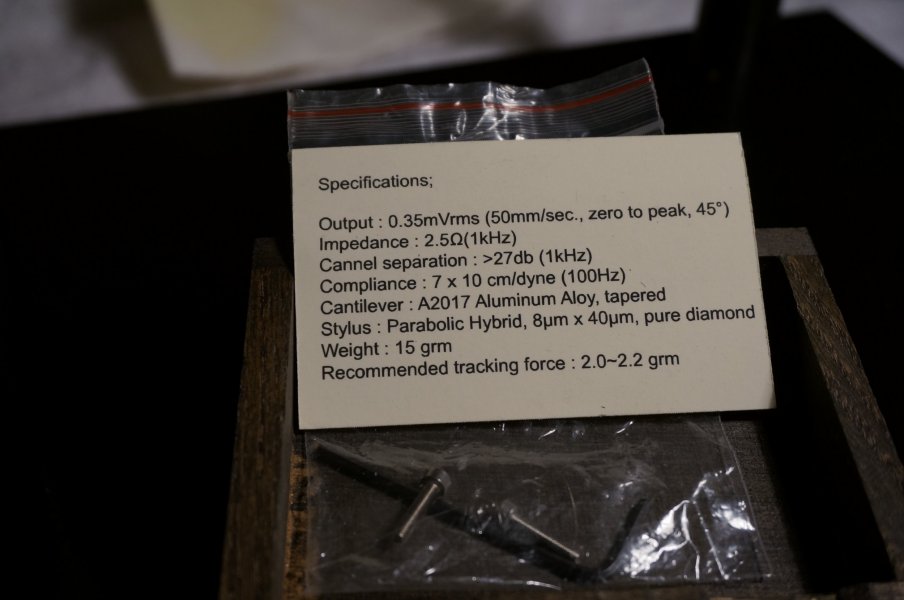 Specifications;
Output : 0.35mVrms (50mm/sec., zero to peak, 45°)
Impedance : 2.5Ω(1kHz)
Cannel separation : >27db (1kHz)
Compliance : 7 x 10 cm/dyne (100Hz)
Cantilever : A2017 Aluminum Aloy, tapered
Stylus : Parabolic Hybrid, 8μm x 40μm, pure diamond
Weight : 15 grm
Recommended tracking force : 2.0~2.2 grm